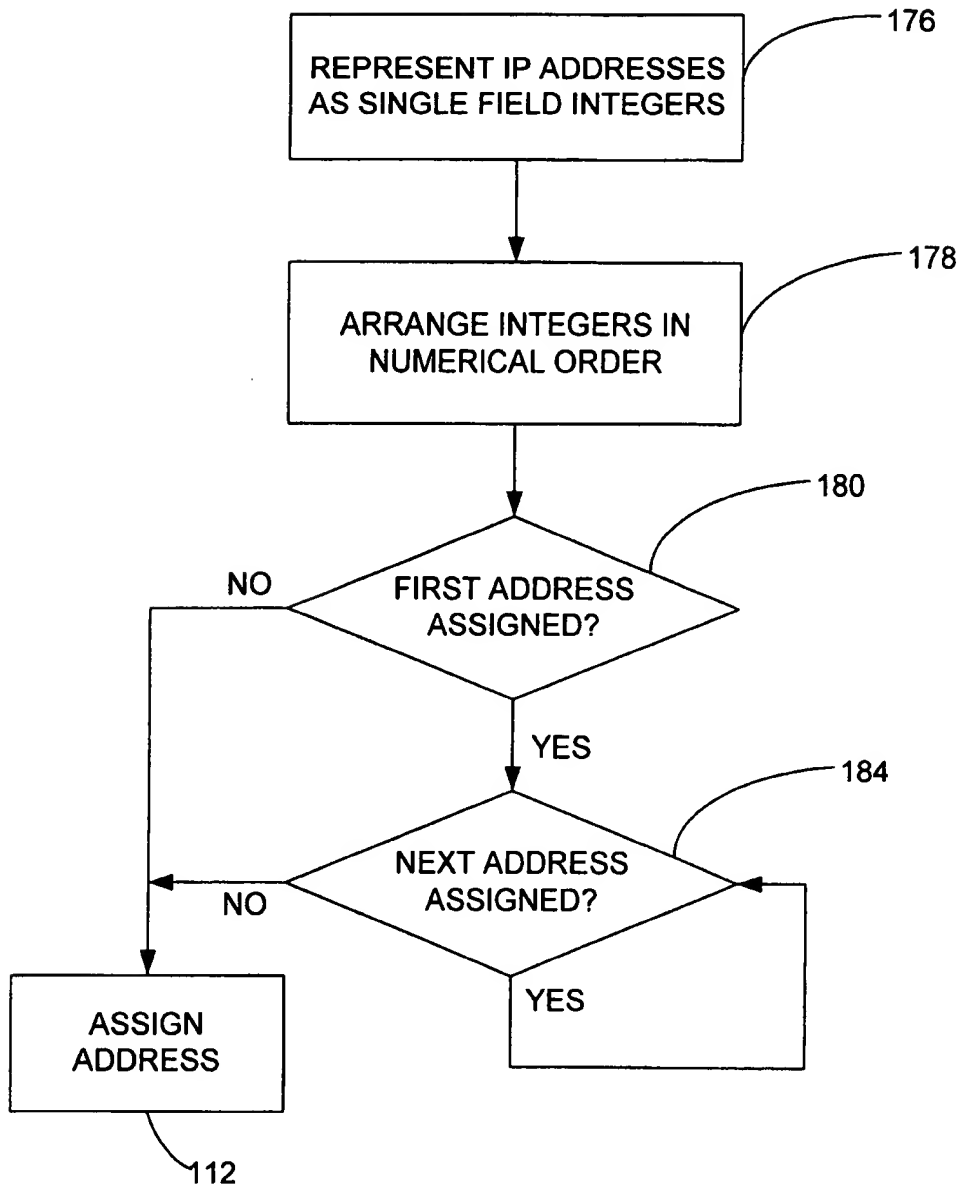 176
REPRESENT IP ADDRESSES
AS SINGLE FIELD INTEGERS
178
ARRANGE INTEGERS IN
NUMERICAL ORDER
180
NO
FIRST ADDRESS
ASSIGNED?
YES
184
NEXT ADDRESS
ASSIGNED?
NO
YES
ASSIGN
ADDRESS
112